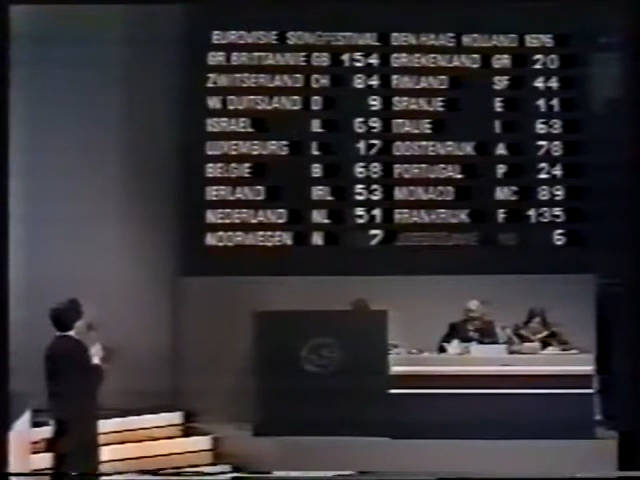 EUROVISIE SONGFESTIVAL DEN HAAG HOLLAND 1976
GR. BRITTANNIE GB 154 GRIEKENLAND GR 20
ZWITSERLAND CH 84 FINLAND SF 44
W. DUITSLAND D 9 SPANJE E 11
ISRAEL IL 69 ITALIE I 63
LUXEMBURG L 17 OOSTENRIJK A 78
BELGIE B 68 PORTUGAL P 24
IERLAND IRL 53 MONACO MC 89
NEDERLAND NL 51 FRANKRIJK F 135
NOORWEGEN N 7 6